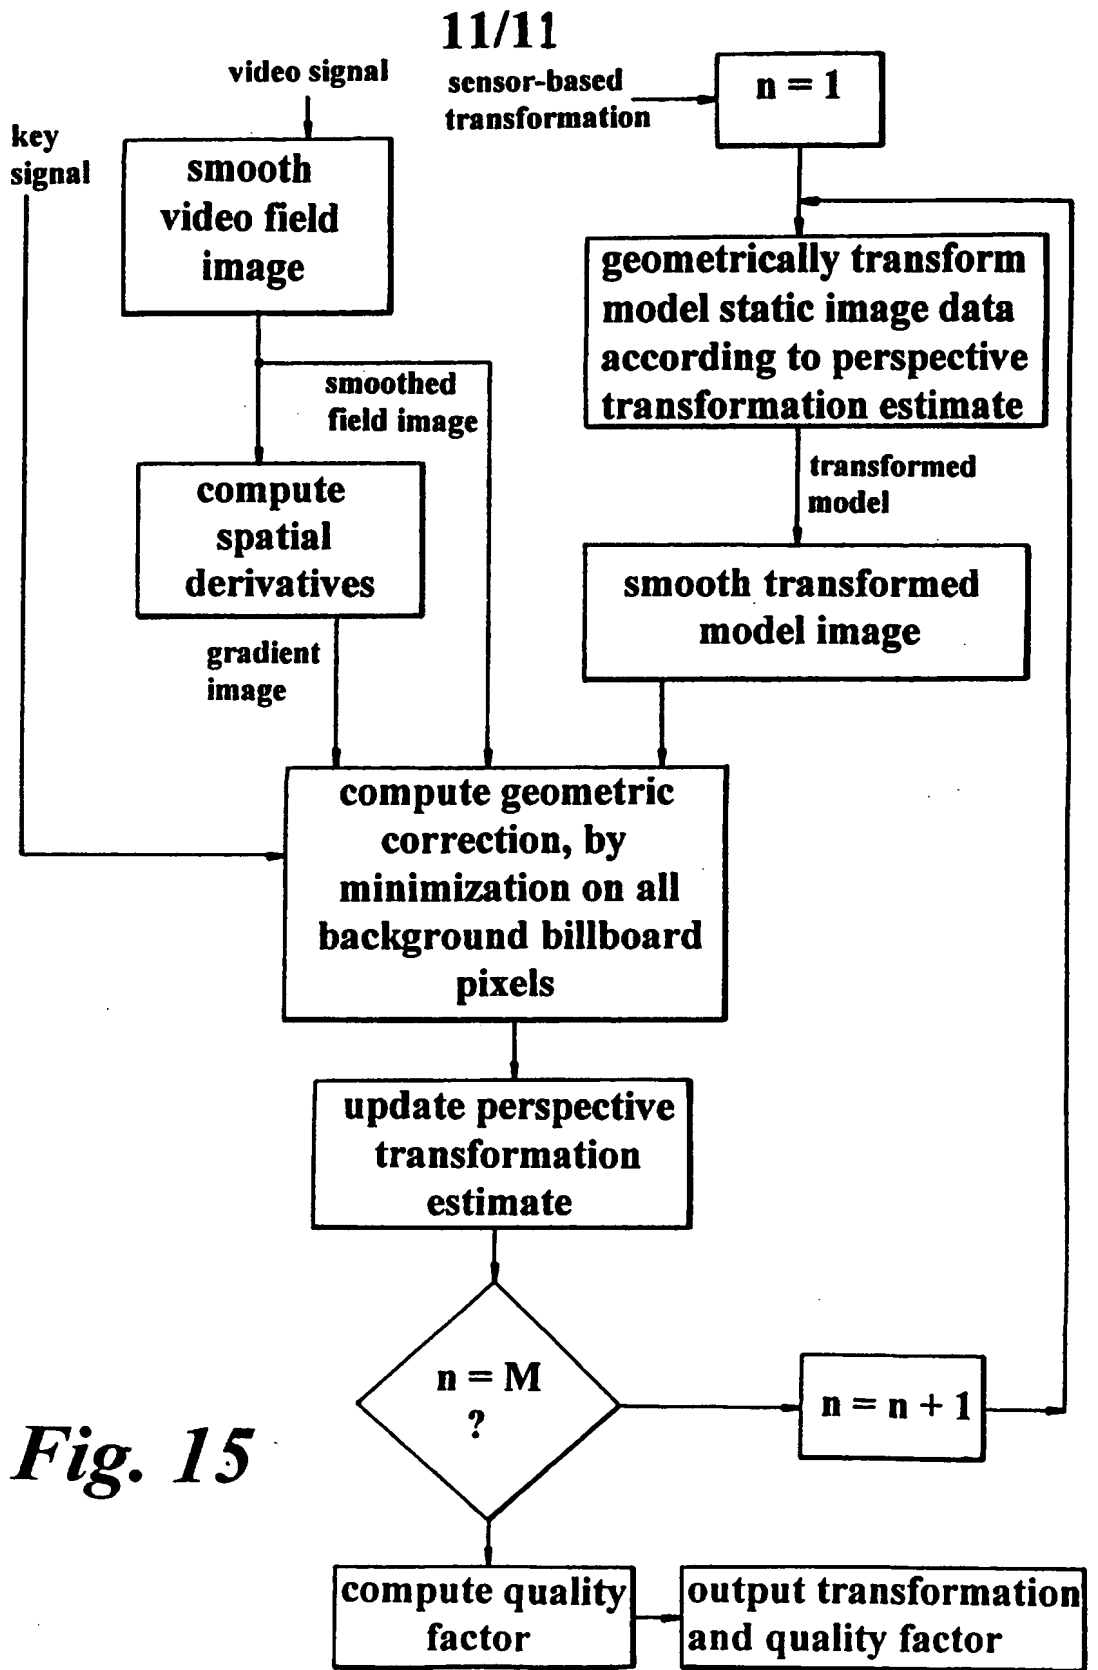 11/11
video signal
sensor-based
transformation
n = 1
key
signal
smooth
video field
image
geometrically transform
model static image data
according to perspective
transformation estimate
smoothed
field image
transformed
model
compute
spatial
derivatives
smooth transformed
model image
gradient
image
compute geometric
correction, by
minimization on all
background billboard
pixels
update perspective
transformation
estimate
n = M
?
n = n + 1
Fig. 15
compute quality
factor
output transformation
and quality factor